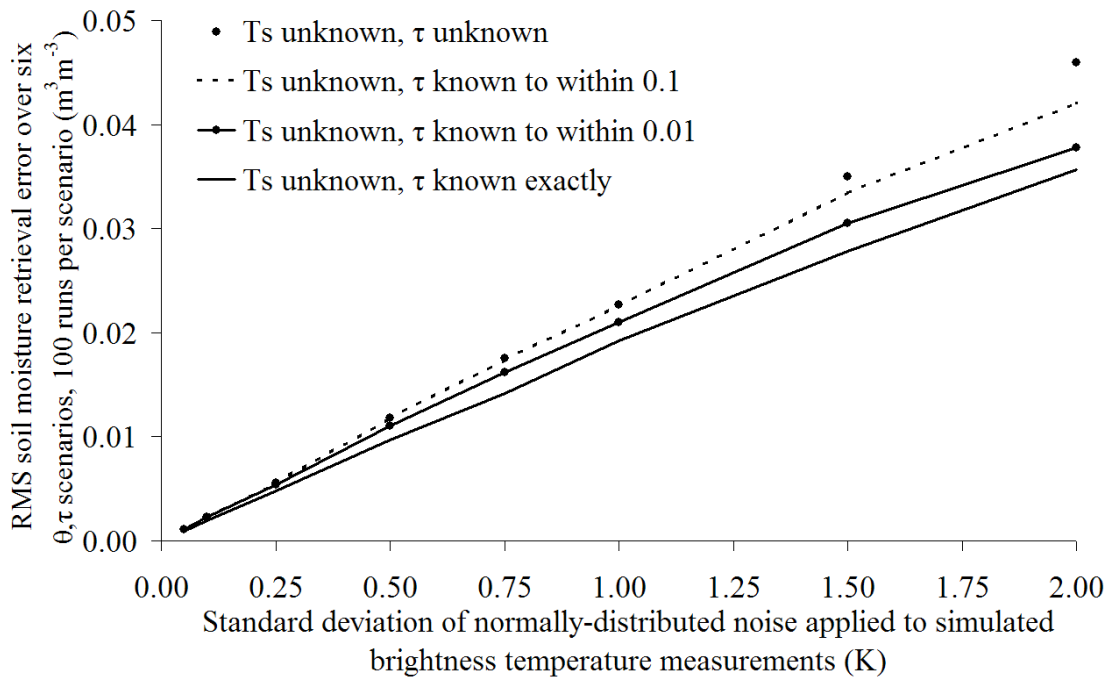 RMS soil moisture retrieval error over six
θ,τ scenarios, 100 runs per scenario (m³m⁻³)
0.05
0.04
0.03
0.02
0.01
0.00
Ts unknown, τ unknown
Ts unknown, τ known to within 0.1
Ts unknown, τ known to within 0.01
Ts unknown, τ known exactly
0.00 0.25 0.50 0.75 1.00 1.25 1.50 1.75 2.00
Standard deviation of normally-distributed noise applied to simulated
brightness temperature measurements (K)